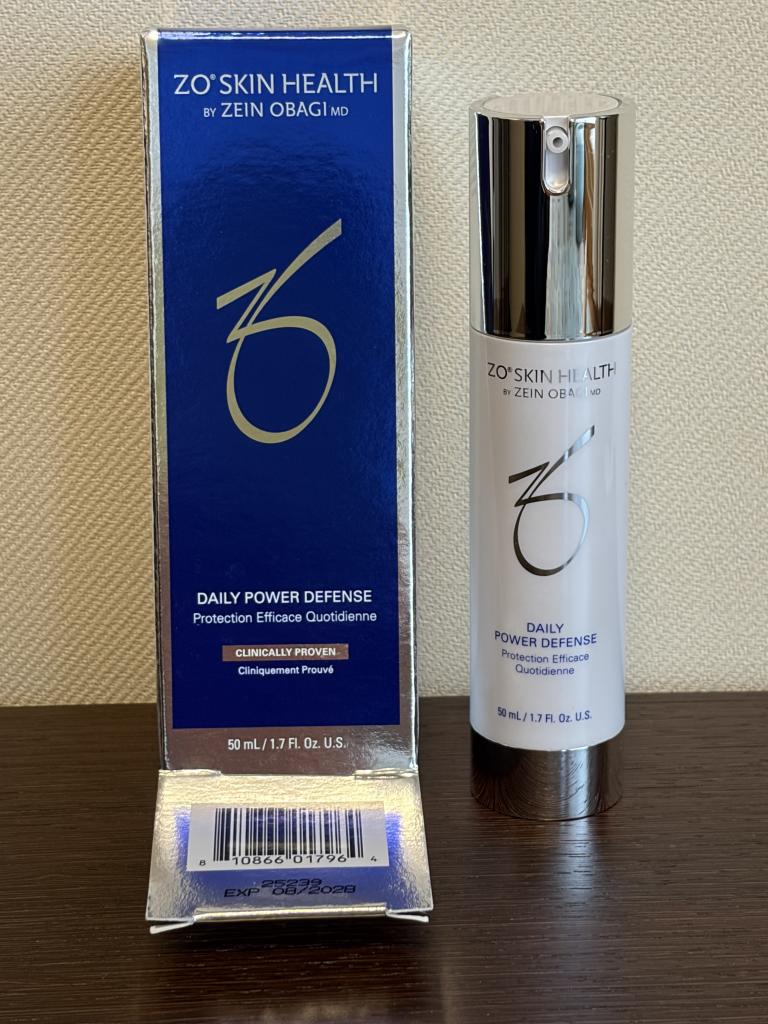 ZO® SKIN HEALTH
BY ZEIN OBAGI MD
DAILY POWER DEFENSE
Protection Efficace Quotidienne
CLINICALLY PROVEN
Cliniquement Prouvé
50 mL / 1.7 Fl. Oz. U.S.
8 10866 01796 4
25239
EXP 08/2028
ZO® SKIN HEALTH
BY ZEIN OBAGI MD
DAILY
POWER DEFENSE
Protection Efficace
Quotidienne
50 mL / 1.7 Fl. Oz. U.S.